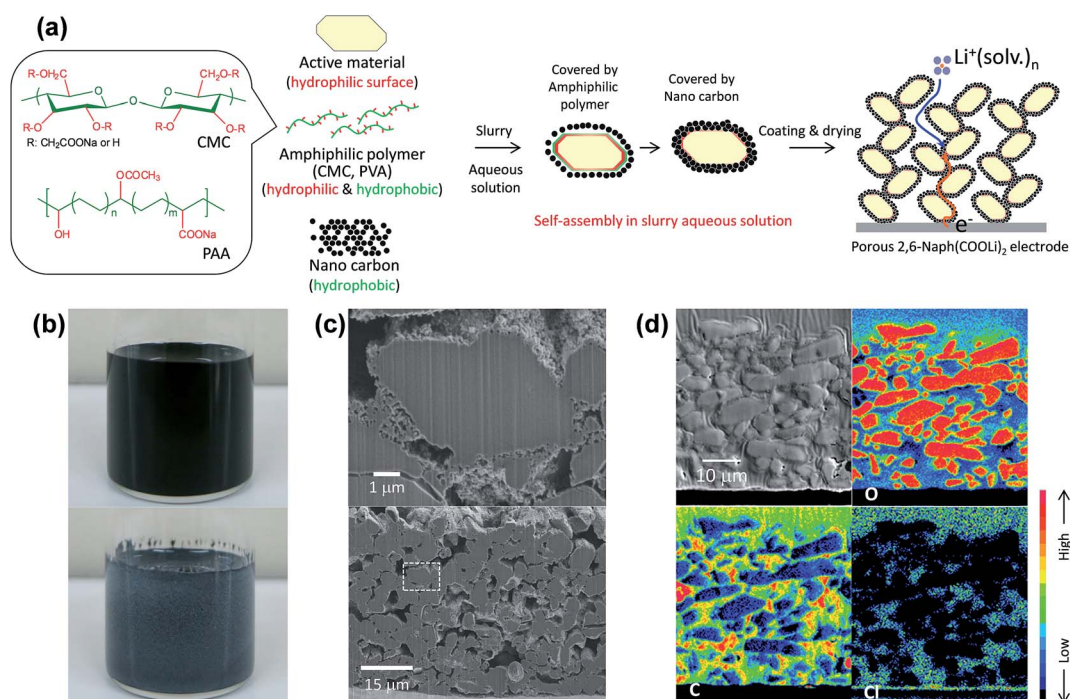 (a)
R-OH₂C
CH₂O-R
R-O
O-R
R-O
O-R
R: CH₂COONa or H
CMC
OCOCH₃
n
m
OH
COONa
PAA
Active material
(hydrophilic surface)
Amphiphilic polymer
(CMC, PVA)
(hydrophilic & hydrophobic)
Nano carbon
(hydrophobic)
Slurry
Aqueous
solution
Covered by
Amphiphilic
polymer
Covered by
Nano carbon
Self-assembly in slurry aqueous solution
Coating & drying
Li⁺(solv.)ₙ
e⁻
Porous 2,6-Naph(COOLi)₂ electrode
(b)
(c)
1 μm
15 μm
(d)
10 μm
O
C
Cl
High
Low